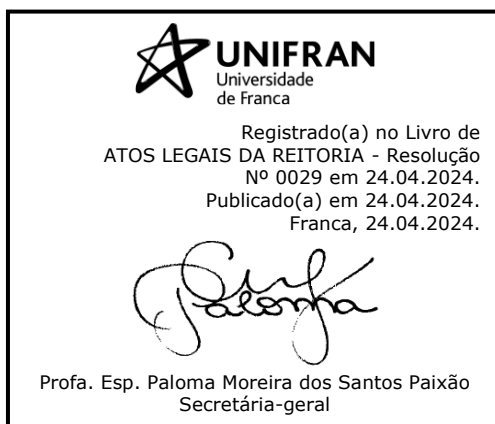 UNIFRAN
Universidade
de Franca
Registrado(a) no Livro de
ATOS LEGAIS DA REITORIA - Resolução
Nº 0029 em 24.04.2024.
Publicado(a) em 24.04.2024.
Franca, 24.04.2024.
Paloma
Profa. Esp. Paloma Moreira dos Santos Paixão
Secretária-geral